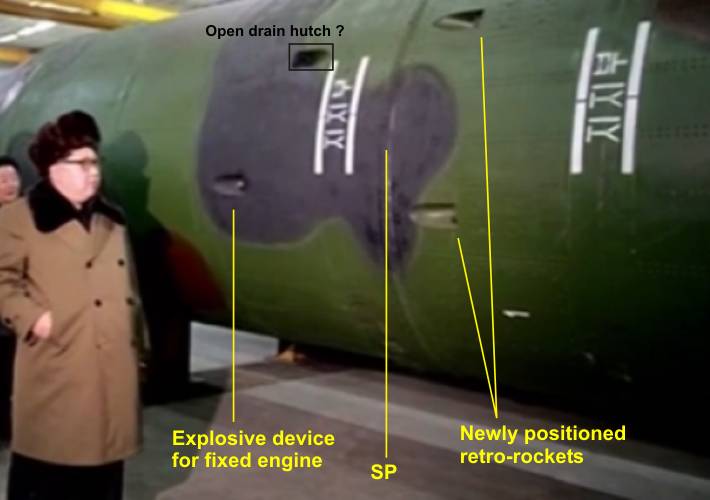 Open drain hutch ?
Explosive device
for fixed engine
SP
Newly positioned
retro-rockets